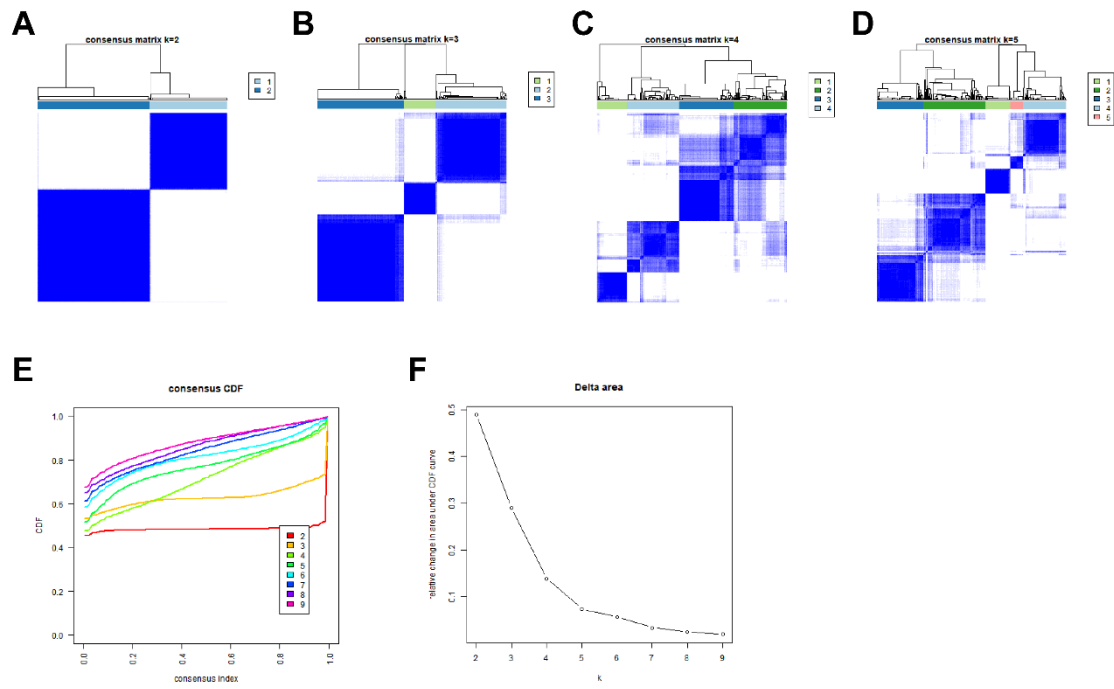 A
B
C
D
consensus matrix k=2
consensus matrix k=3
consensus matrix k=4
consensus matrix k=5
1
2
1
2
3
1
2
3
4
1
2
3
4
5
E
F
consensus CDF
Delta area
CDF
1.0
0.8
0.6
0.4
0.2
0.0
2
3
4
5
6
7
8
9
0.0
0.2
0.4
0.6
0.8
1.0
consensus index
relative change in area under CDF curve
0.5
0.4
0.3
0.2
0.1
2
3
4
5
6
7
8
9
k